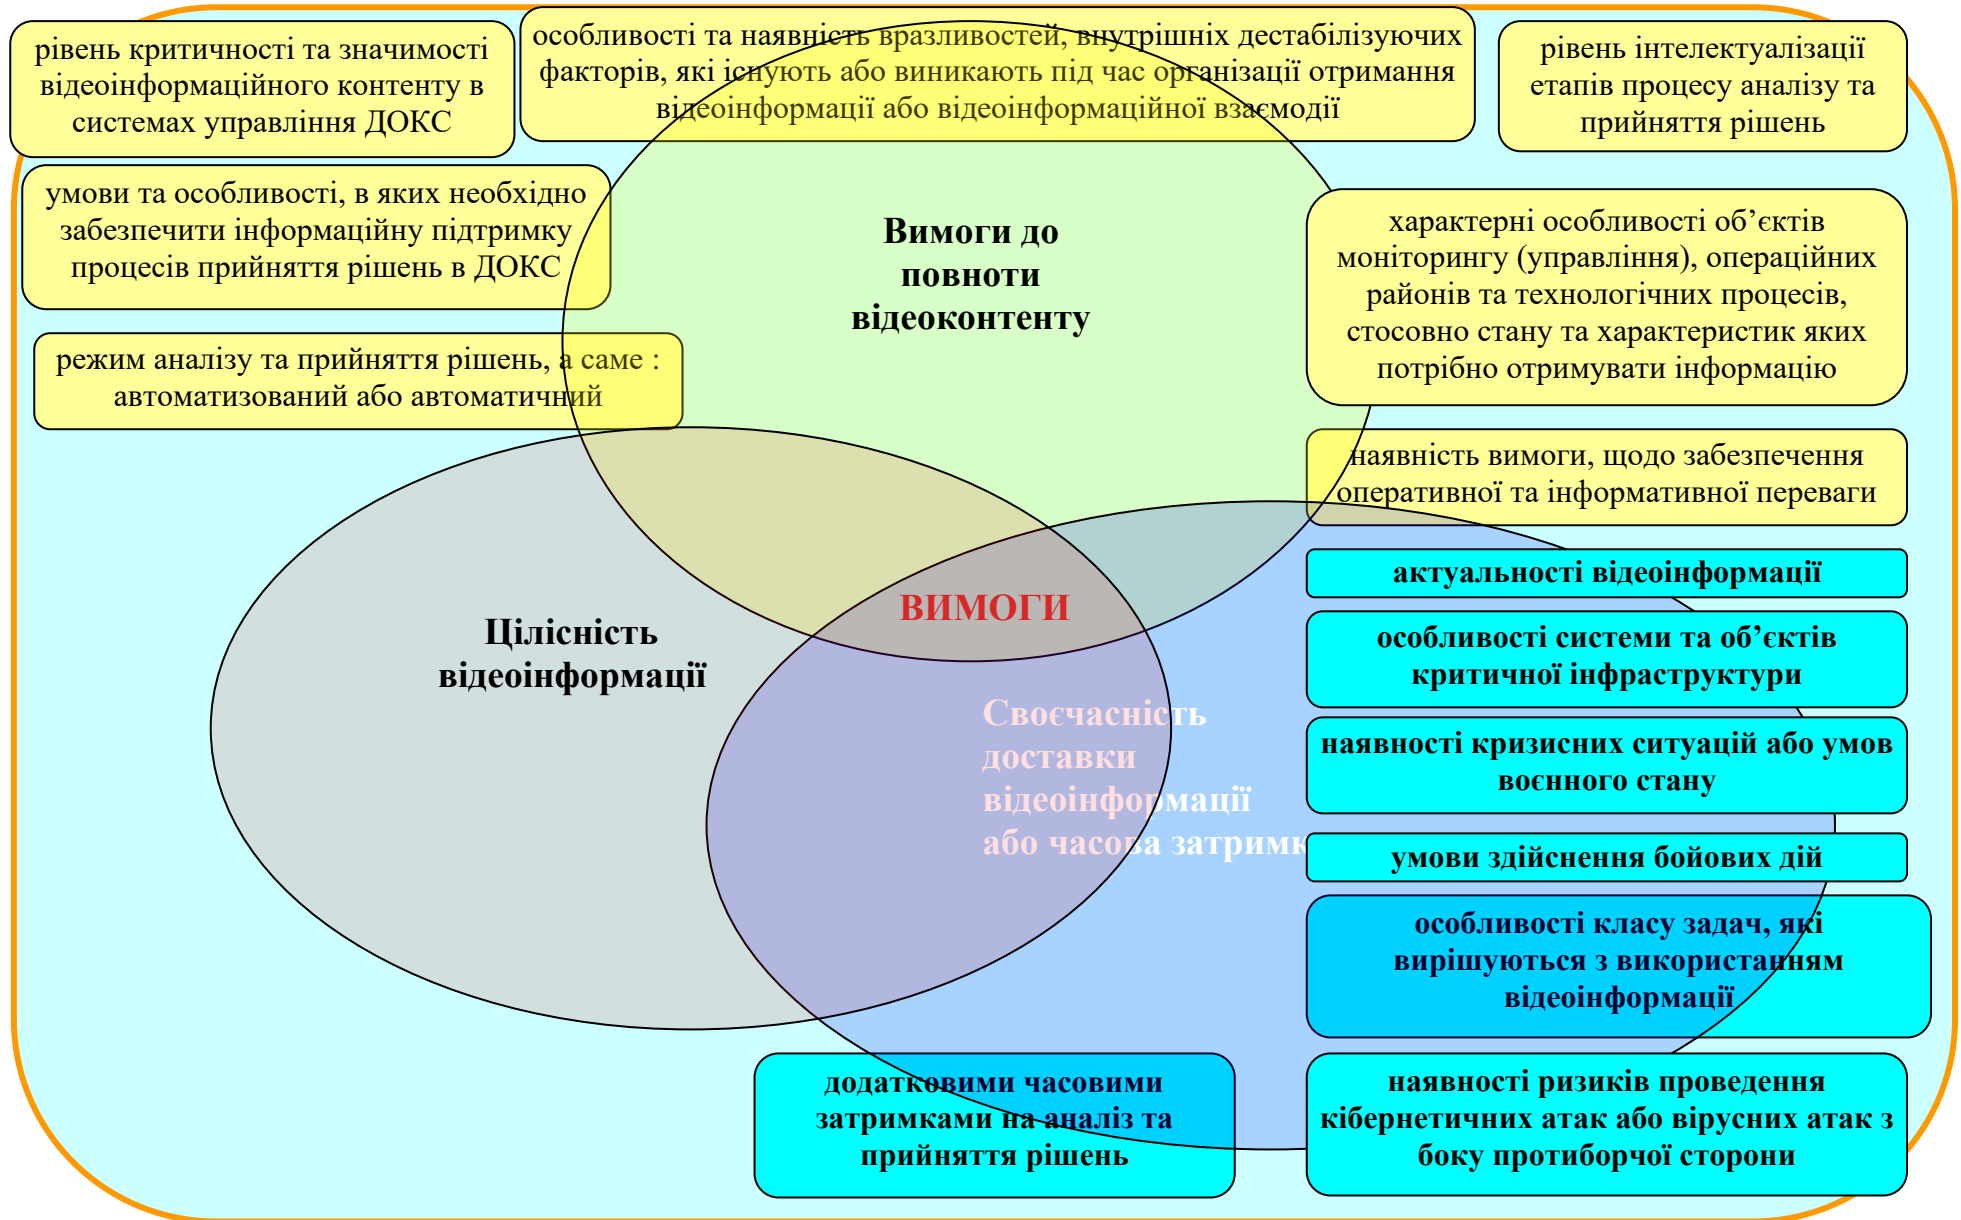 рівень критичності та значимості
відеоінформаційного контенту в
системах управління ДОКС
особливості та наявність вразливостей, внутрішніх дестабілізуючих
факторів, які існують або виникають під час організації отримання
відеоінформації або відеоінформаційної взаємодії
рівень інтелектуалізації
етапів процесу аналізу та
прийняття рішень
умови та особливості, в яких необхідно
забезпечити інформаційну підтримку
процесів прийняття рішень в ДОКС
режим аналізу та прийняття рішень, а саме :
автоматизований або автоматичний
Вимоги до
повноти
відеоконтенту
характерні особливості об’єктів
моніторингу (управління), операційних
районів та технологічних процесів,
стосовно стану та характеристик яких
потрібно отримувати інформацію
наявність вимоги, щодо забезпечення
оперативної та інформативної переваги
ВИМОГИ
Цілісність
відеоінформації
Своєчасність
доставки
відеоінформації
або часова затримк
актуальності відеоінформації
особливості системи та об’єктів
критичної інфраструктури
наявності кризисних ситуацій або умов
воєнного стану
умови здійснення бойових дій
особливості класу задач, які
вирішуються з використанням
відеоінформації
додатковими часовими
затримками на аналіз та
прийняття рішень
наявності ризиків проведення
кібернетичних атак або вірусних атак з
боку протиборчої сторони